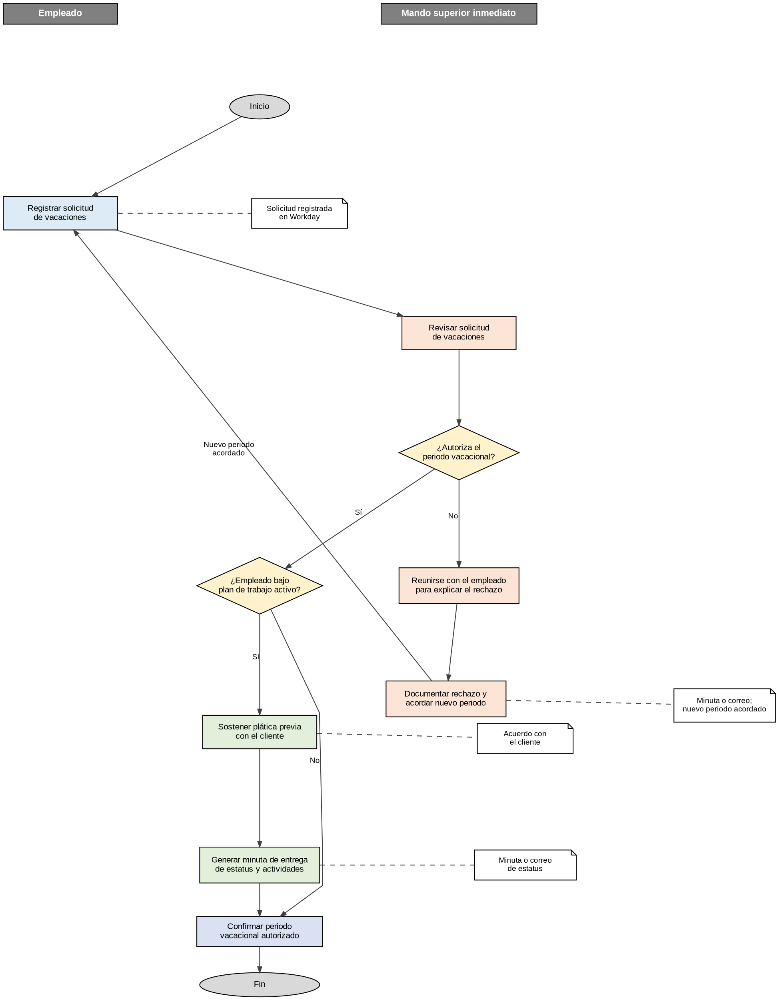 Empleado
Mando superior inmediato
Inicio
Registrar solicitud
de vacaciones
Solicitud registrada
en Workday
Revisar solicitud
de vacaciones
Nuevo periodo
acordado
¿Autoriza el
periodo vacacional?
Sí
No
¿Empleado bajo
plan de trabajo activo?
Reunirse con el empleado
para explicar el rechazo
Sí
Documentar rechazo y
acordar nuevo periodo
Minuta o correo;
nuevo periodo acordado
Sostener plática previa
con el cliente
Acuerdo con
el cliente
No
Generar minuta de entrega
de estatus y actividades
Minuta o correo
de estatus
Confirmar periodo
vacacional autorizado
Fin